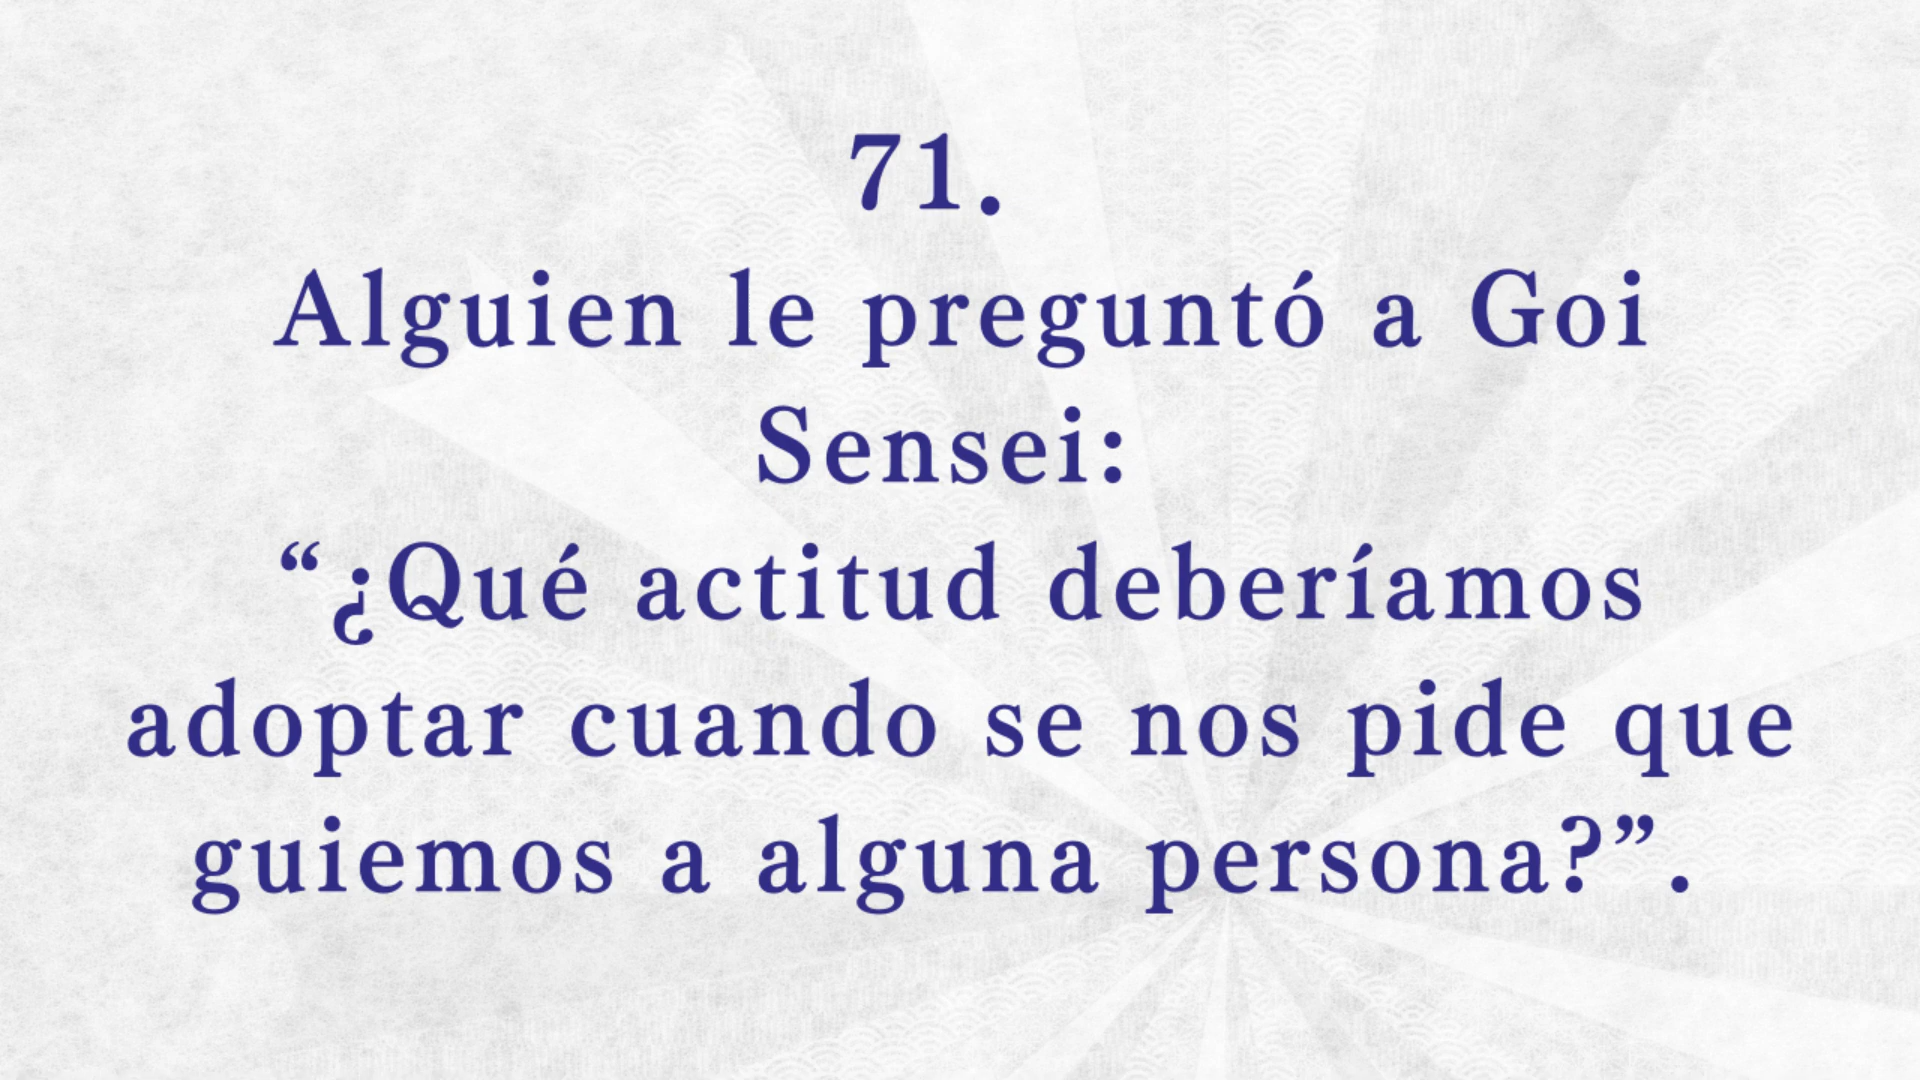 71.
Alguien le preguntó a Goi
Sensei:
“¿Qué actitud deberíamos
adoptar cuando se nos pide que
guiemos a alguna persona?”.